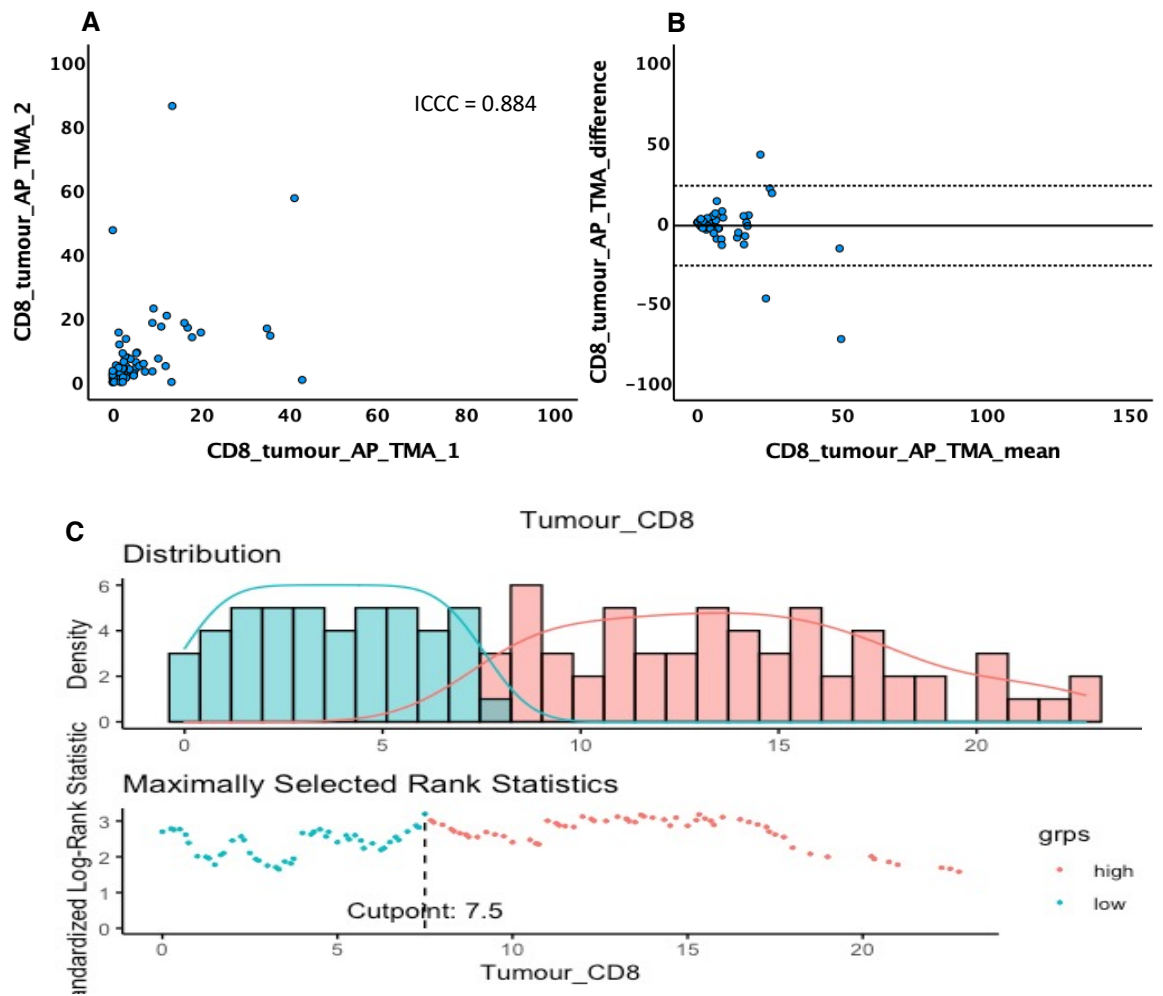 A
100
80
60
40
20
0
CD8_tumour_AP_TMA_2
ICCC = 0.884
0 20 40 60 80 100
CD8_tumour_AP_TMA_1
B
100
50
0
−50
−100
CD8_tumour_AP_TMA_difference
0 50 100 150
CD8_tumour_AP_TMA_mean
C
Tumour_CD8
Distribution
6
4
2
0
Density
0 5 10 15 20
Maximally Selected Rank Statistics
3
2
1
0
andardized Log-Rank Statistic
Cutpoint: 7.5
0 5 10 15 20
Tumour_CD8
grps
high
low